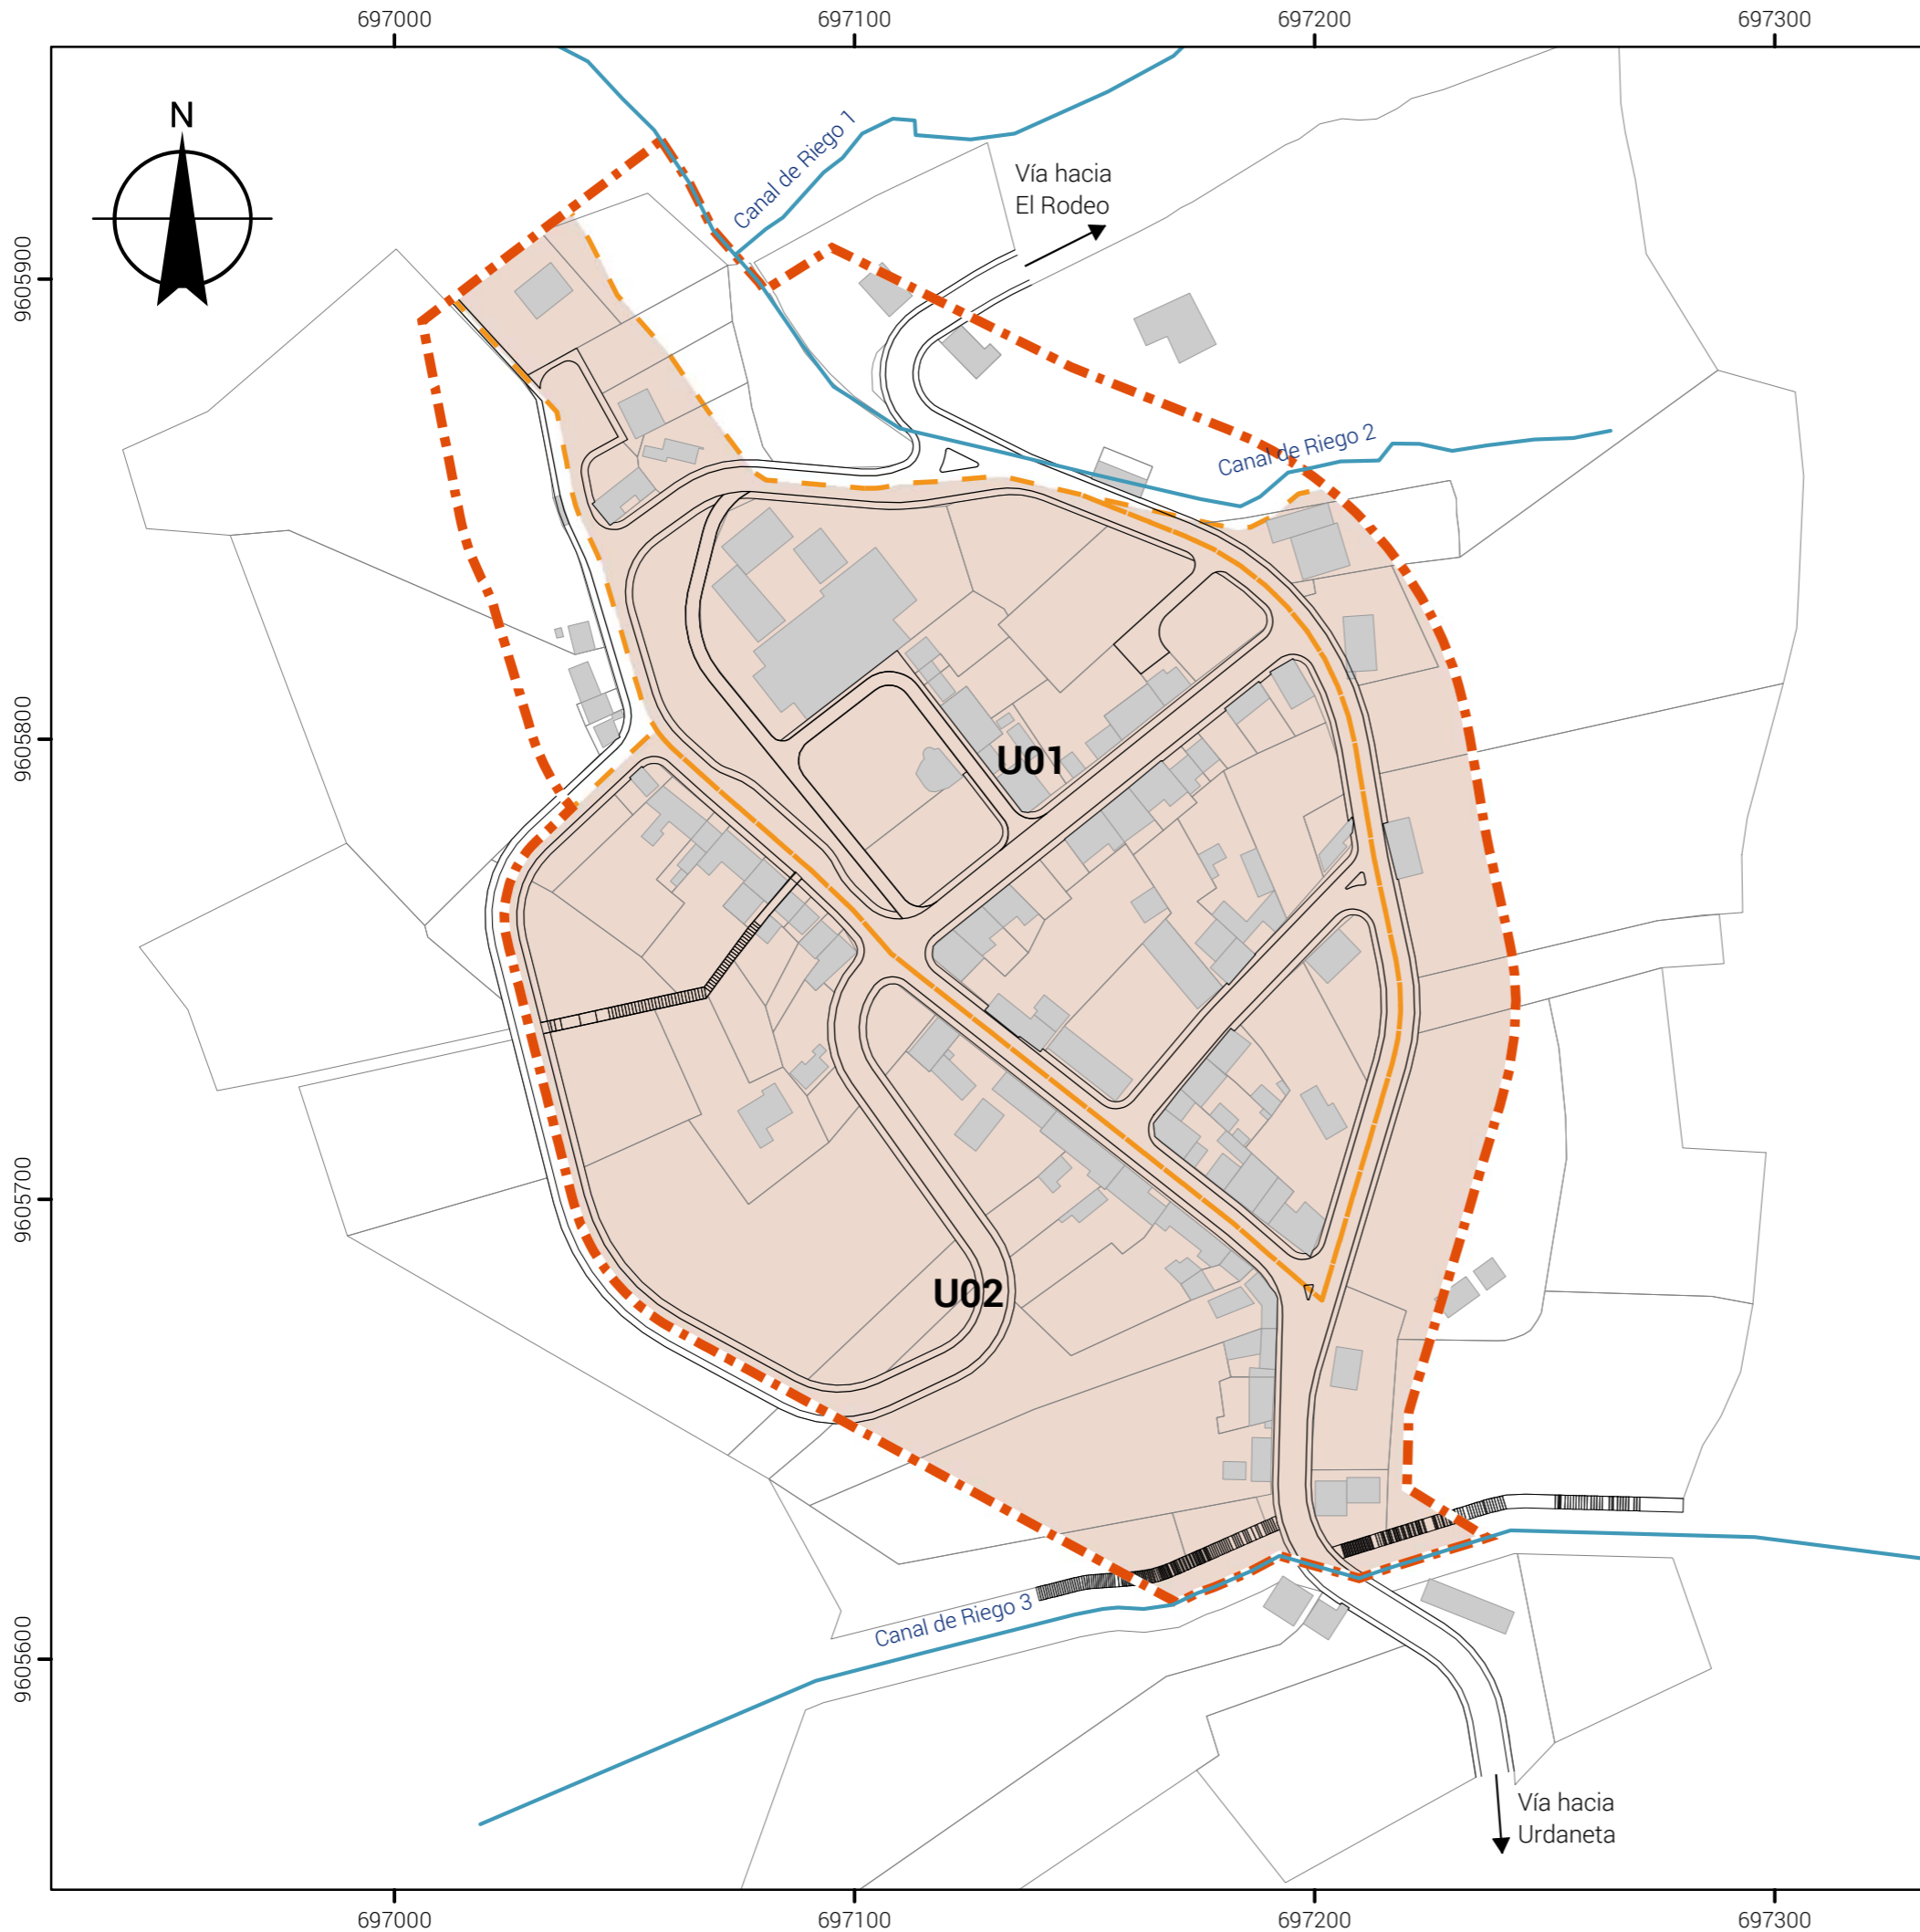 697000
697100
697200
697300
N
Canal de Riego 1
Vía hacia
El Rodeo
9605900
Canal de Riego 2
9605800
U01
9605700
U02
Canal de Riego 3
9605600
Vía hacia
Urdaneta
697000
697100
697200
697300